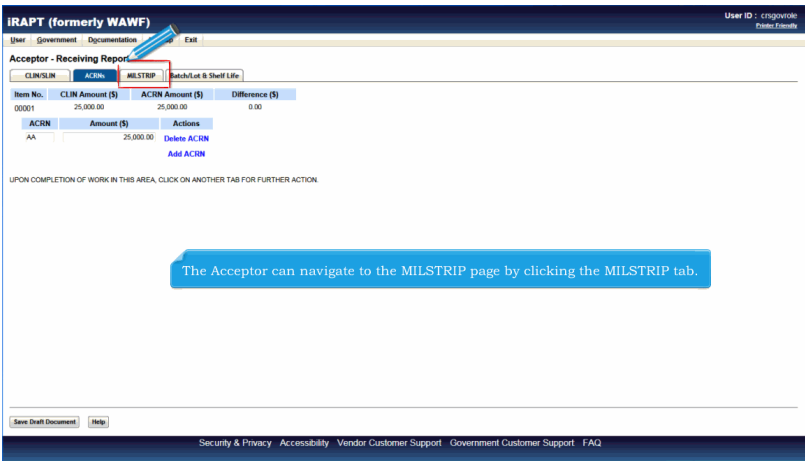 iRAPT (formerly WAWF)
User ID : crsgovrole
Printer Friendly
User Government Documentation Exit
Acceptor - Receiving Report
CLIN/SLIN ACRNs MILSTRIP Batch/Lot & Shelf Life
Item No. CLIN Amount ($) ACRN Amount ($) Difference ($)
00001 25,000.00 25,000.00 0.00
ACRN Amount ($) Actions
AA 25,000.00 Delete ACRN
Add ACRN
UPON COMPLETION OF WORK IN THIS AREA, CLICK ON ANOTHER TAB FOR FURTHER ACTION.
The Acceptor can navigate to the MILSTRIP page by clicking the MILSTRIP tab.
Save Draft Document Help
Security & Privacy Accessibility Vendor Customer Support Government Customer Support FAQ